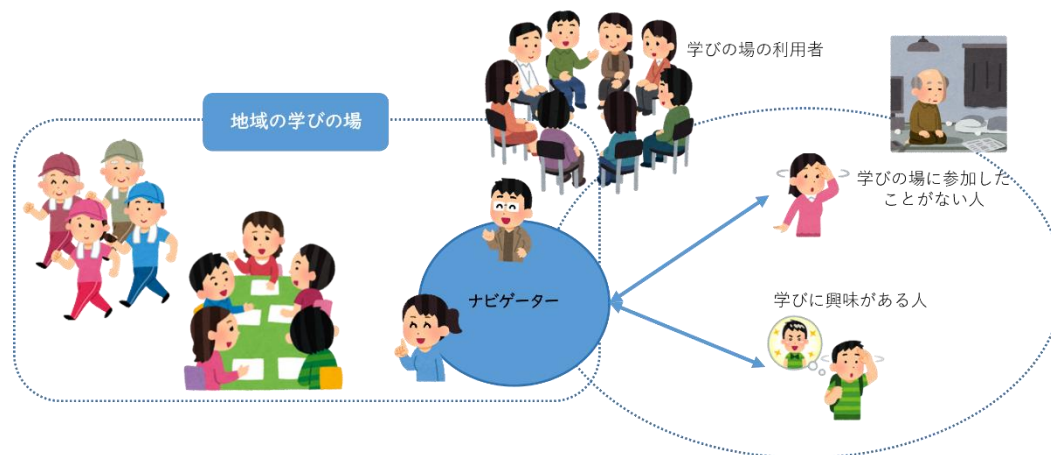 学びの場の利用者
地域の学びの場
学びの場に参加した
ことがない人
ナビゲーター
学びに興味がある人